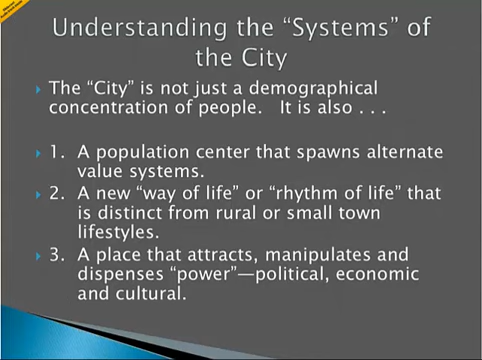 Understanding the “Systems” of
the City
The “City” is not just a demographical
concentration of people.   It is also . . .
1.  A population center that spawns alternate
value systems.
2.  A new “way of life” or “rhythm of life” that
is distinct from rural or small town
lifestyles.
3.  A place that attracts, manipulates and
dispenses “power”—political, economic
and cultural.